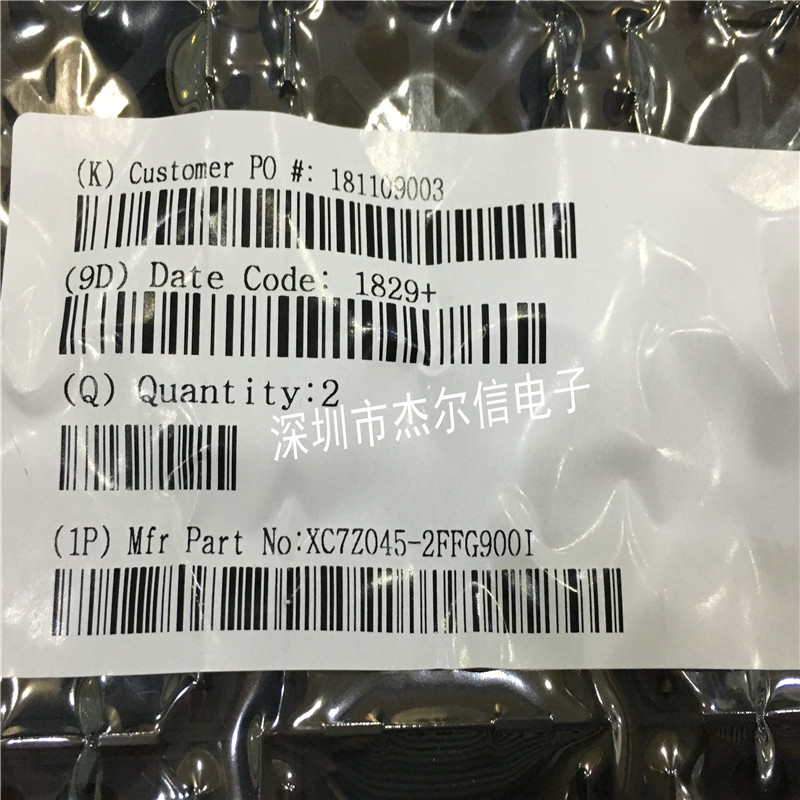 (K) Customer PO #: 181109003
(9D) Date Code: 1829+
(Q) Quantity:2
深圳市杰尔信电子
(1P) Mfr Part No:XC7Z045-2FFG900I